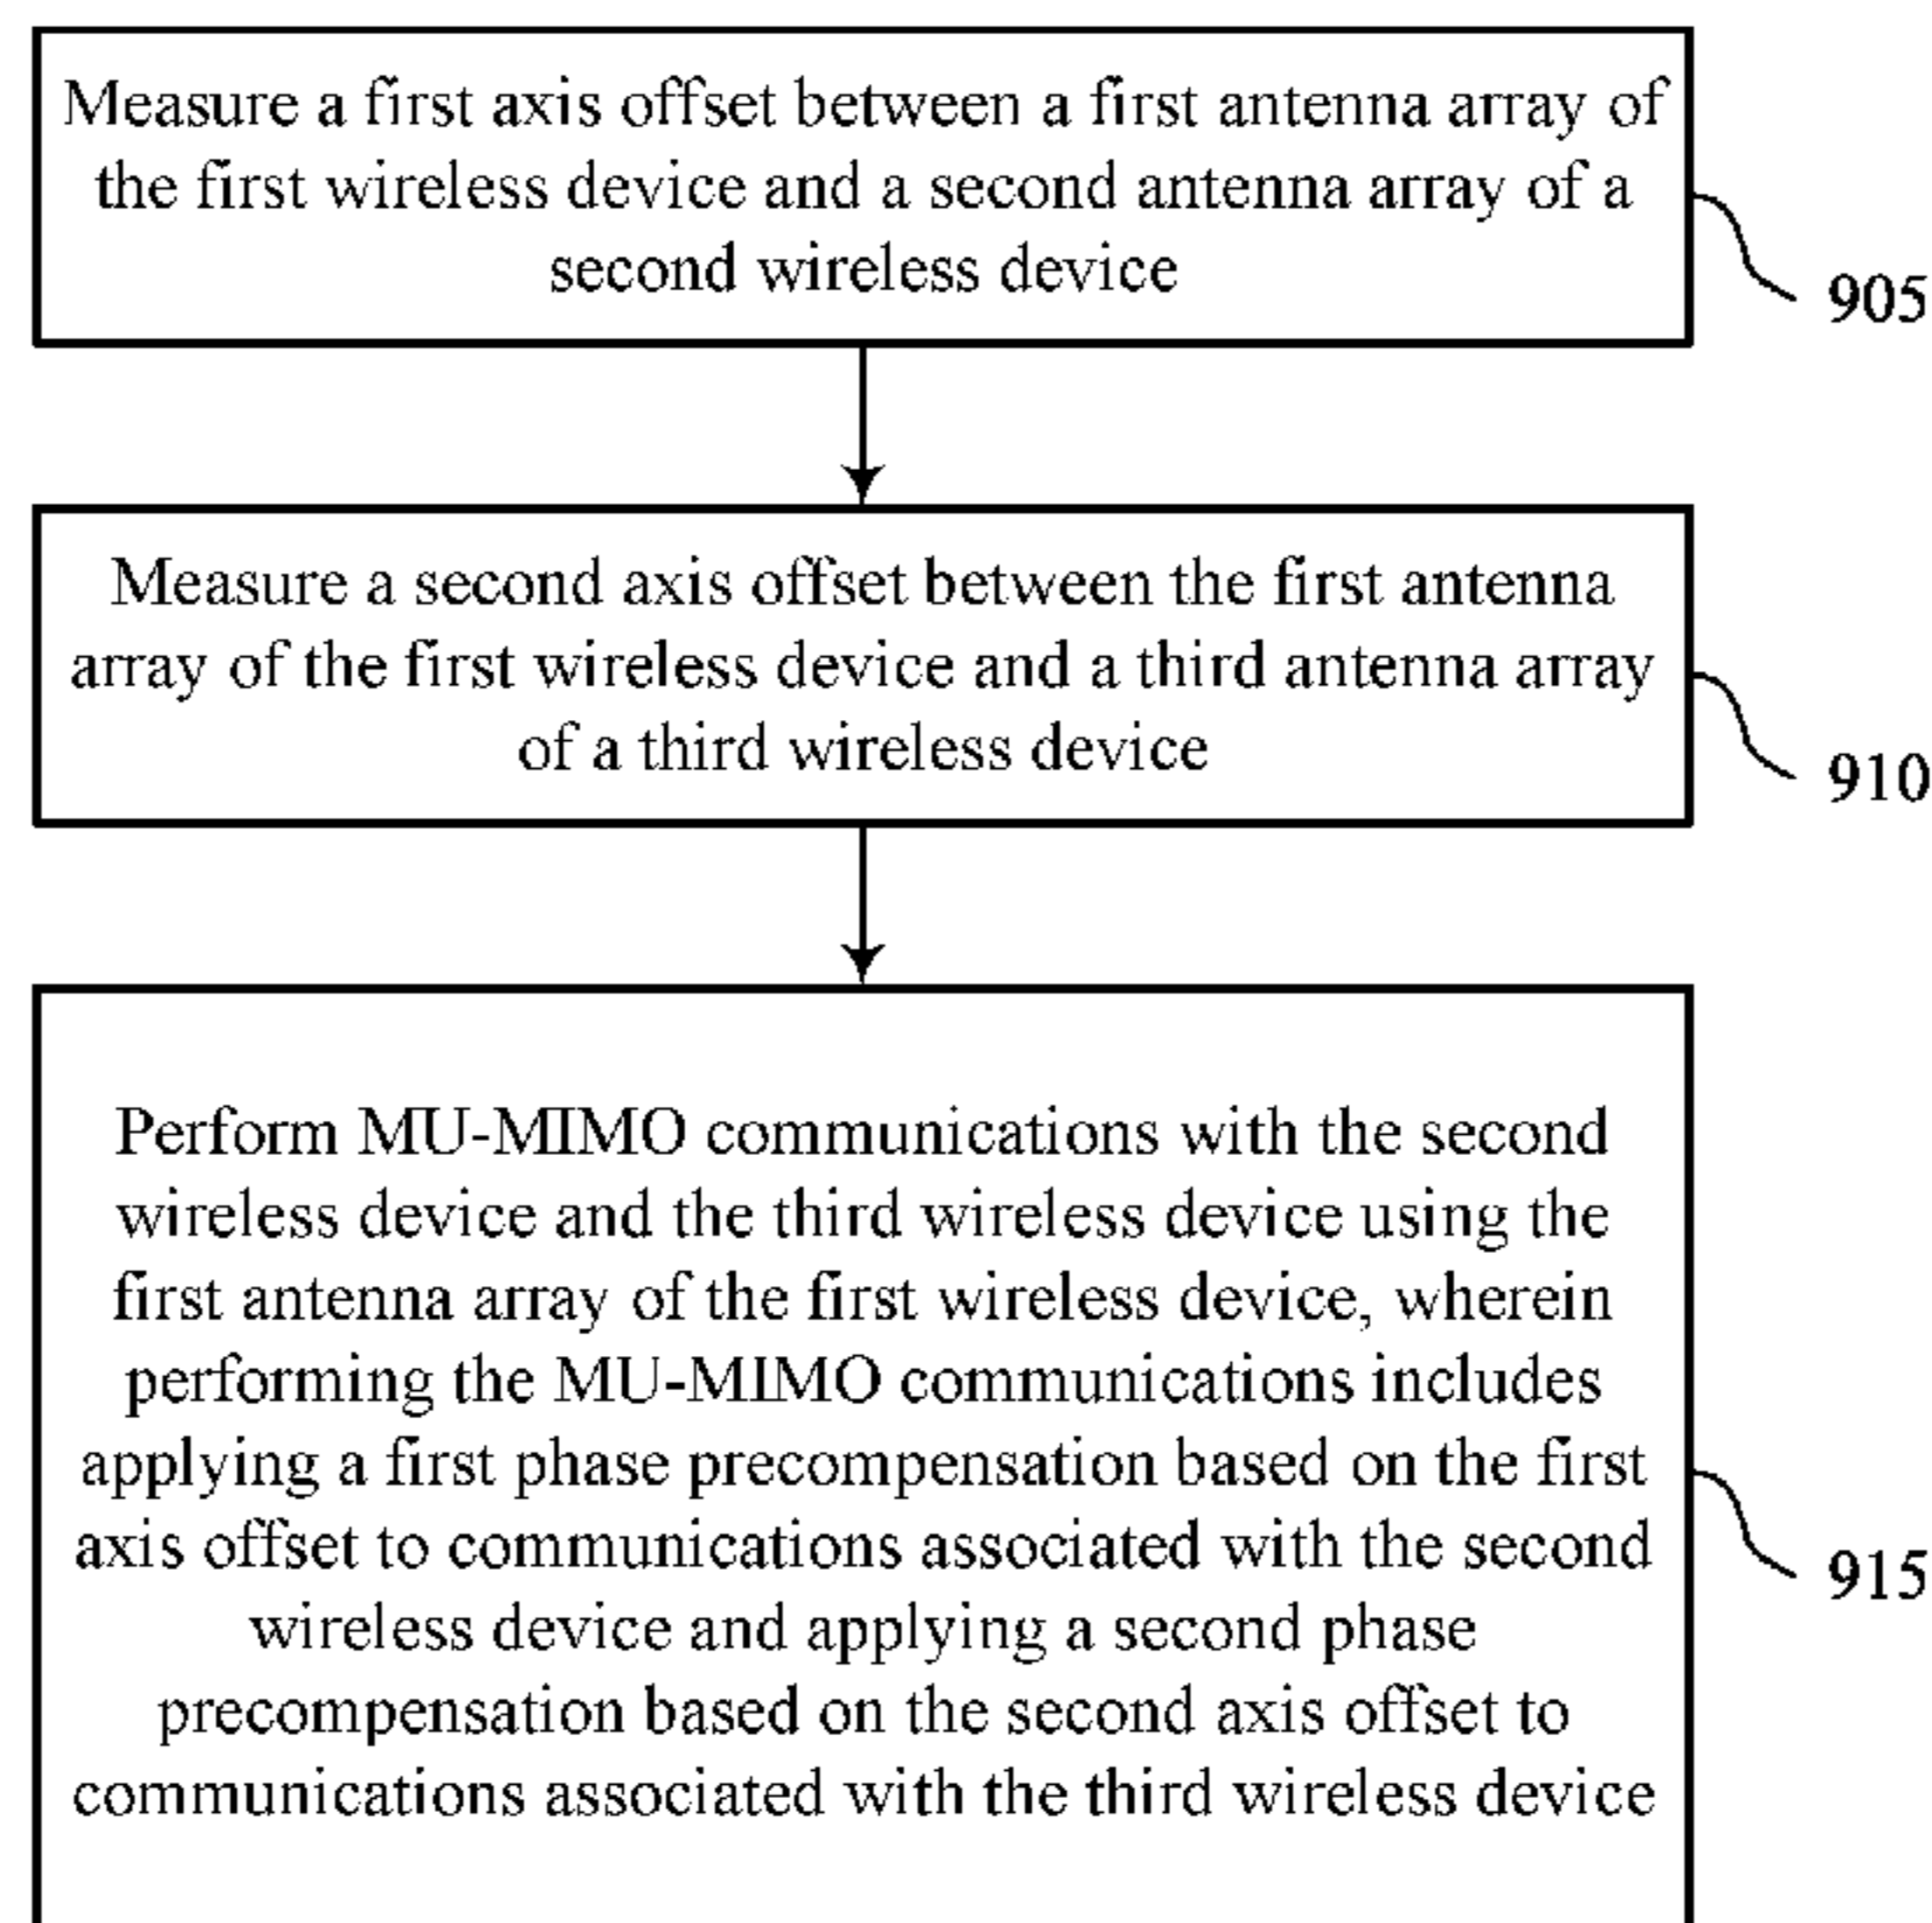 Measure a first axis offset between a first antenna array of
the first wireless device and a second antenna array of a
second wireless device
905
Measure a second axis offset between the first antenna
array of the first wireless device and a third antenna array
of a third wireless device
910
Perform MU-MIMO communications with the second
wireless device and the third wireless device using the
first antenna array of the first wireless device, wherein
performing the MU-MIMO communications includes
applying a first phase precompensation based on the first
axis offset to communications associated with the second
wireless device and applying a second phase
precompensation based on the second axis offset to
communications associated with the third wireless device
915